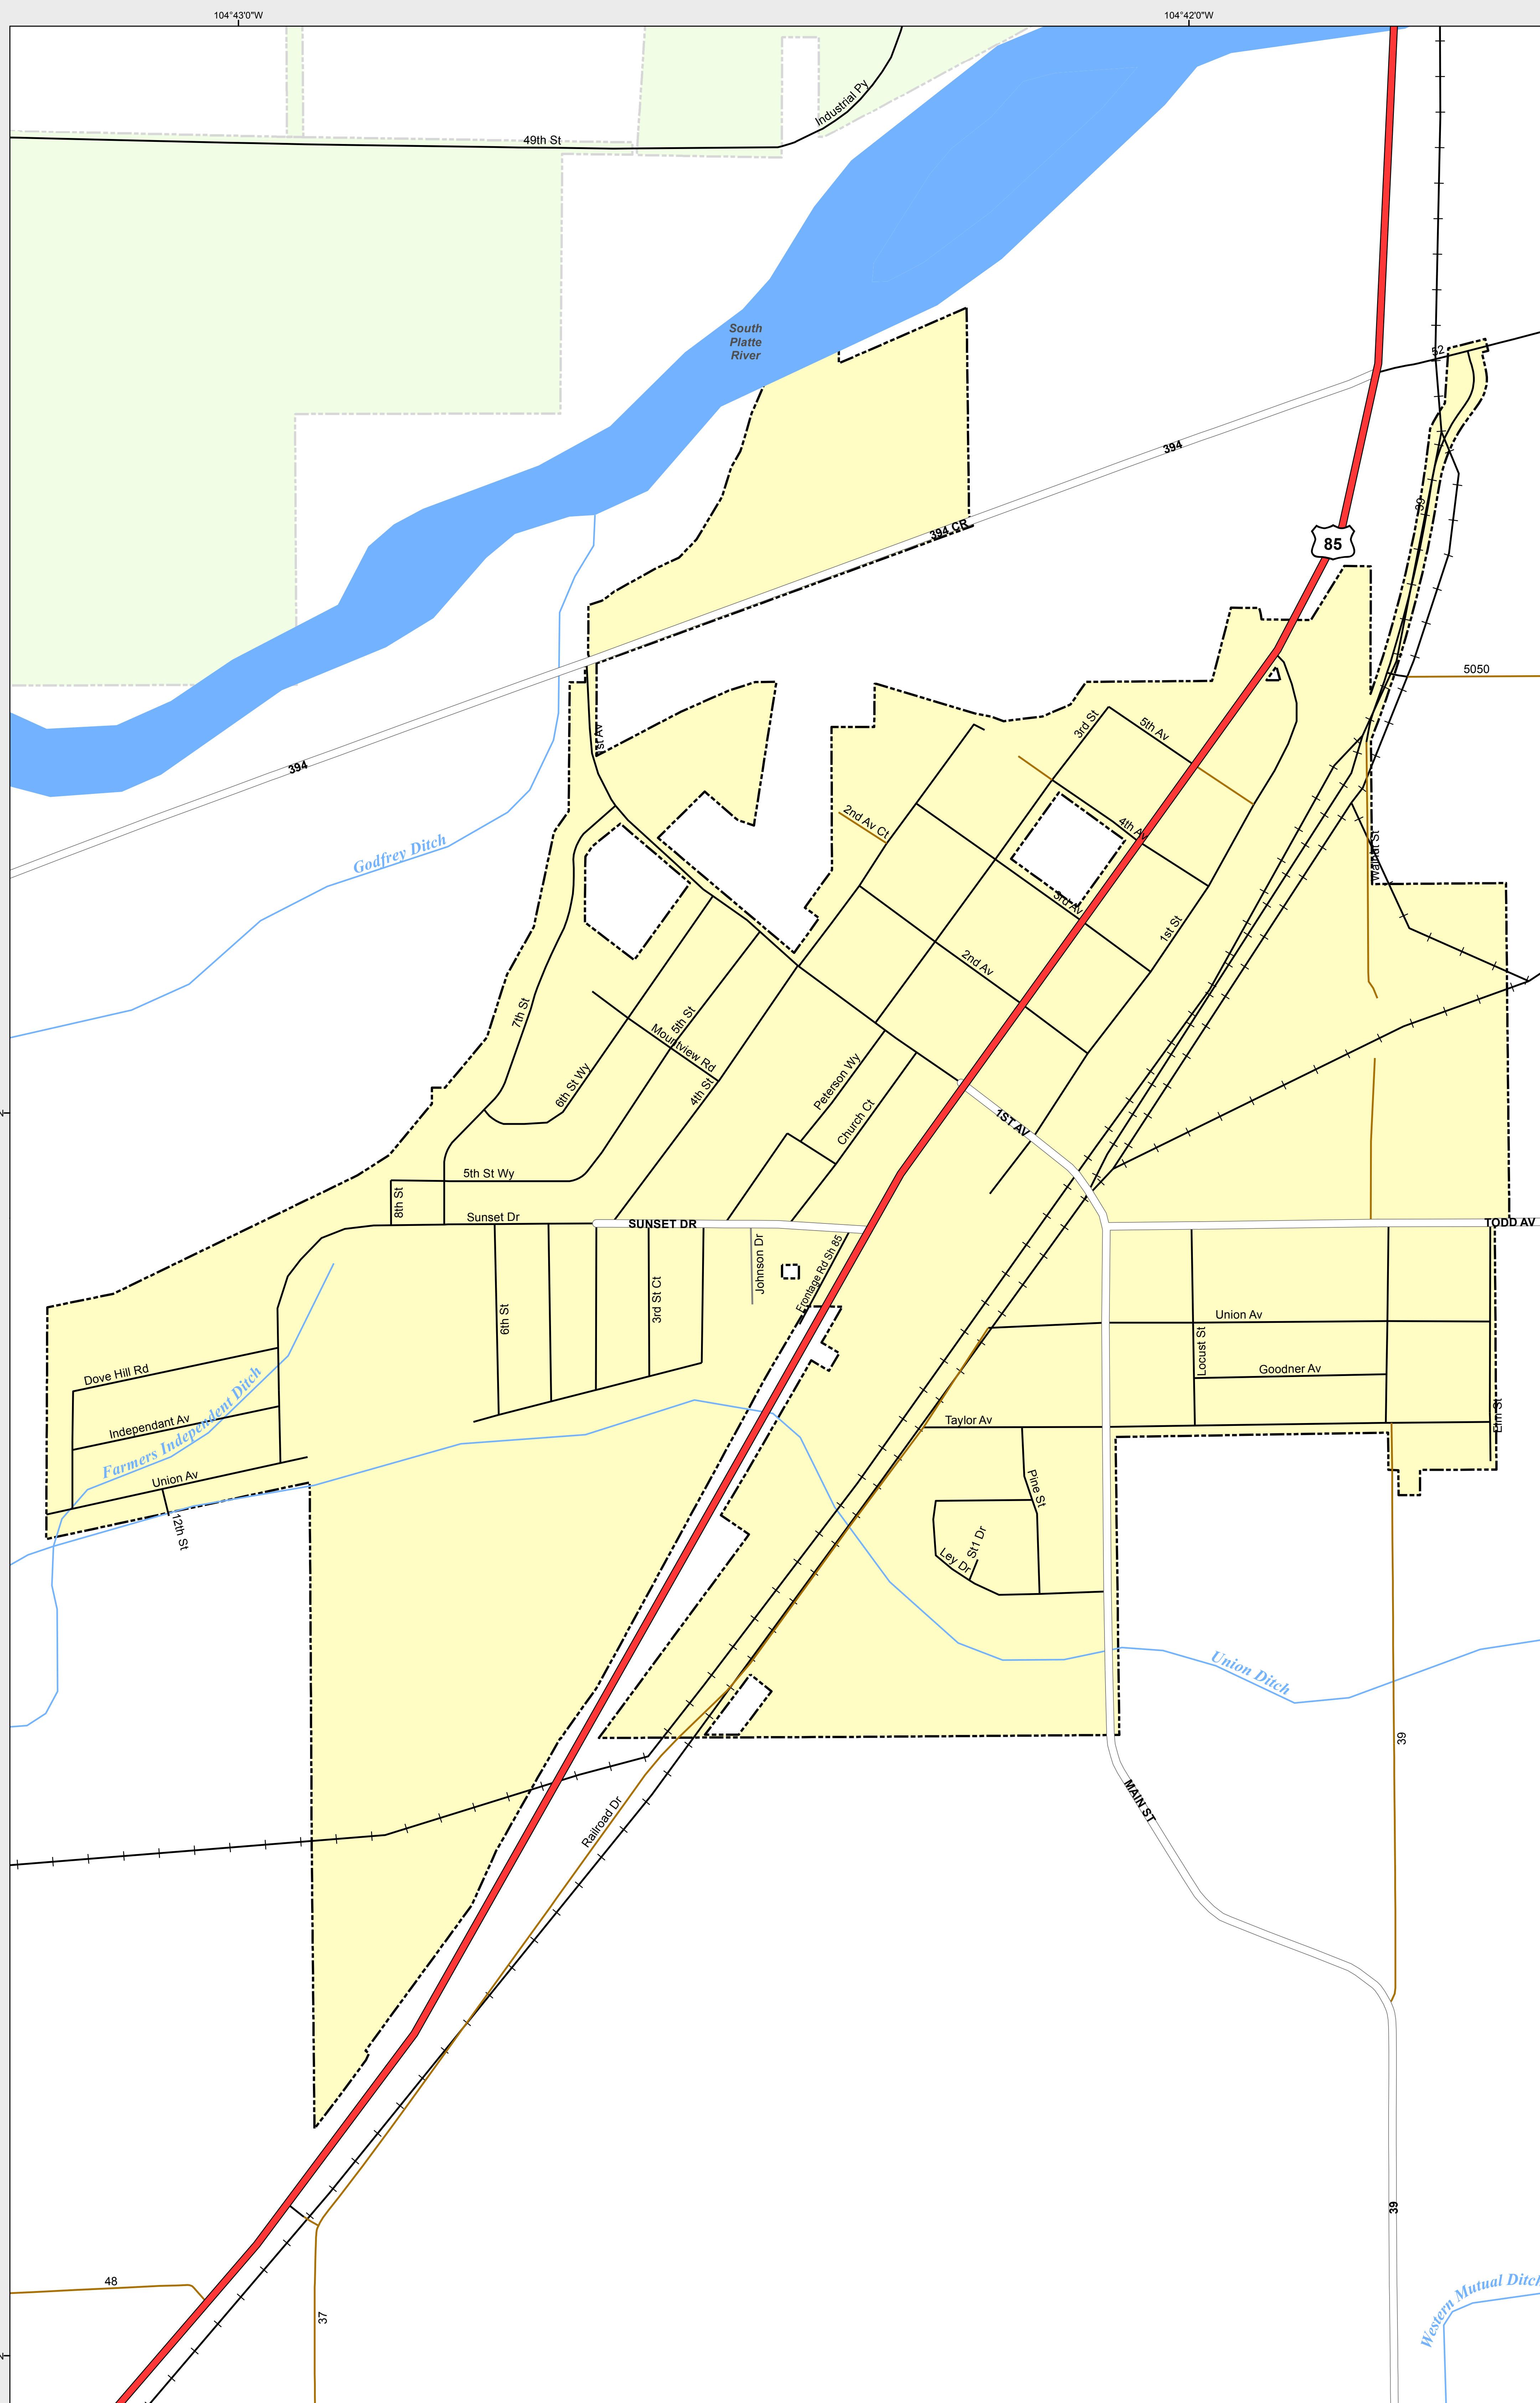 104°43'0"W
104°42'0"W
Industrial Py
49th St
South
Platte
River
52
394
394 CR
39
85
5050
3rd St
5th Av
1st Av
394
2nd Av Ct
4th Av
Walnut St
Godfrey Ditch
3rd Av
1st St
2nd Av
7th St
5th St
Mountview Rd
6th St Wy
4th St
Peterson Wy
Church Ct
1ST AV
5th St Wy
8th St
Sunset Dr
SUNSET DR
TODD AV
Johnson Dr
Frontage Rd Sh 85
6th St
3rd St Ct
Union Av
Locust St
Goodner Av
Dove Hill Rd
Independant Av
Farmers Independent Ditch
Taylor Av
Elm St
Union Av
12th St
Pine St
St1 Dr
Ley Dr
Union Ditch
39
MAIN ST
Railroad Dr
39
48
37
Western Mutual Ditch